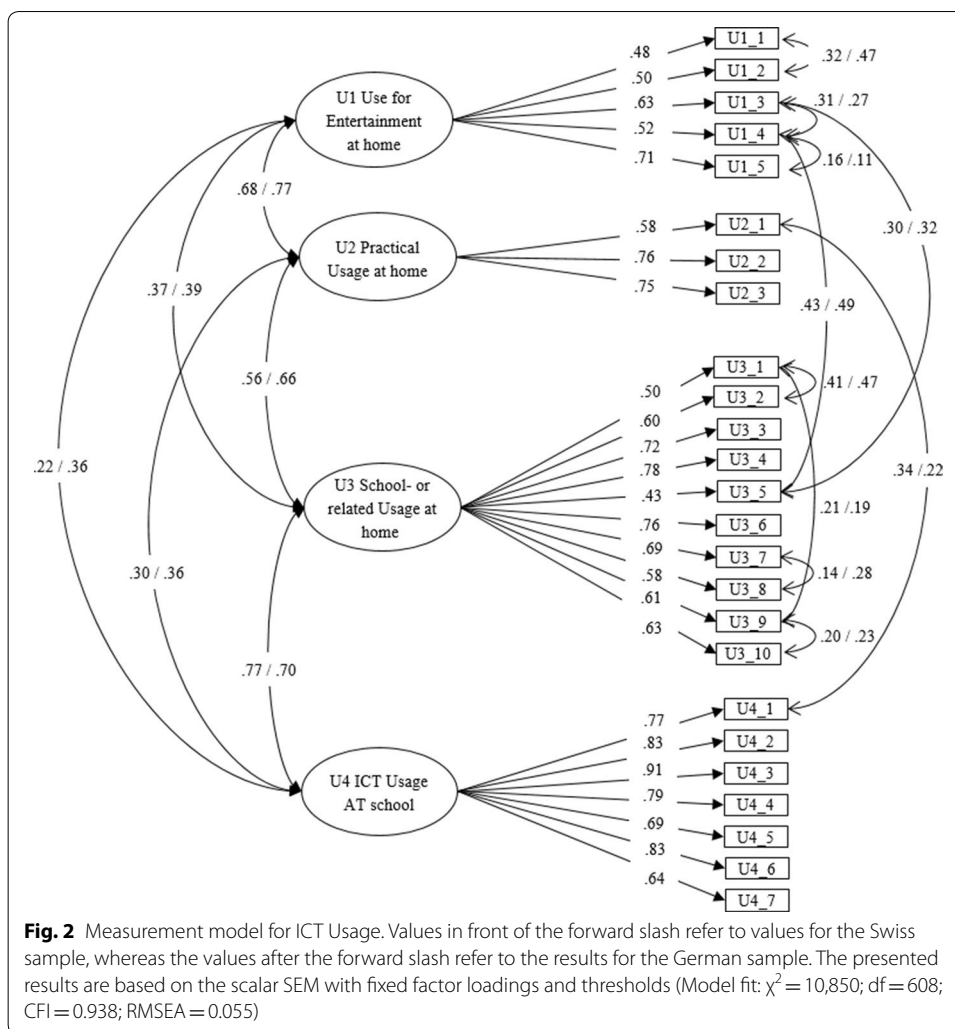 .48
U1_1
.32 / .47
.50
U1_2
U1 Use for
Entertainment
at home
.63
U1_3
.31 / .27
.52
U1_4
.16 /.11
.71
U1_5
.68 / .77
.58
U2_1
.30 / .32
U2 Practical
Usage at home
.76
U2_2
.75
U2_3
.37 / .39
.43 / .49
.56 / .66
.50
U3_1
.41 / .47
.60
U3_2
.72
U3_3
.78
U3_4
.22 / .36
.34 /.22
U3 School- or
related Usage at
home
.43
U3_5
.21 /.19
.76
U3_6
.69
U3_7
.14 / .28
.58
U3_8
.30 / .36
.61
U3_9
.20 / .23
.63
U3_10
.77 / .70
.77
U4_1
.83
U4_2
U4 ICT Usage
AT school
.91
U4_3
.79
U4_4
.69
U4_5
.83
U4_6
.64
U4_7
Fig. 2 Measurement model for ICT Usage. Values in front of the forward slash refer to values for the Swiss
sample, whereas the values after the forward slash refer to the results for the German sample. The presented
results are based on the scalar SEM with fixed factor loadings and thresholds (Model fit: χ² = 10,850; df = 608;
CFI = 0.938; RMSEA = 0.055)